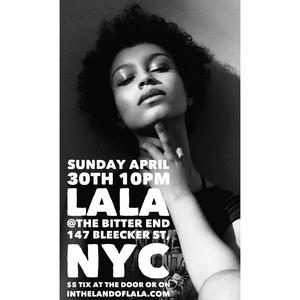 SUNDAY APRIL
30TH 10PM
LALA
@THE BITTER END
147 BLEECKER ST,
NYC
$5 TIX AT THE DOOR OR ON
INTHELANDOFLALA.COM